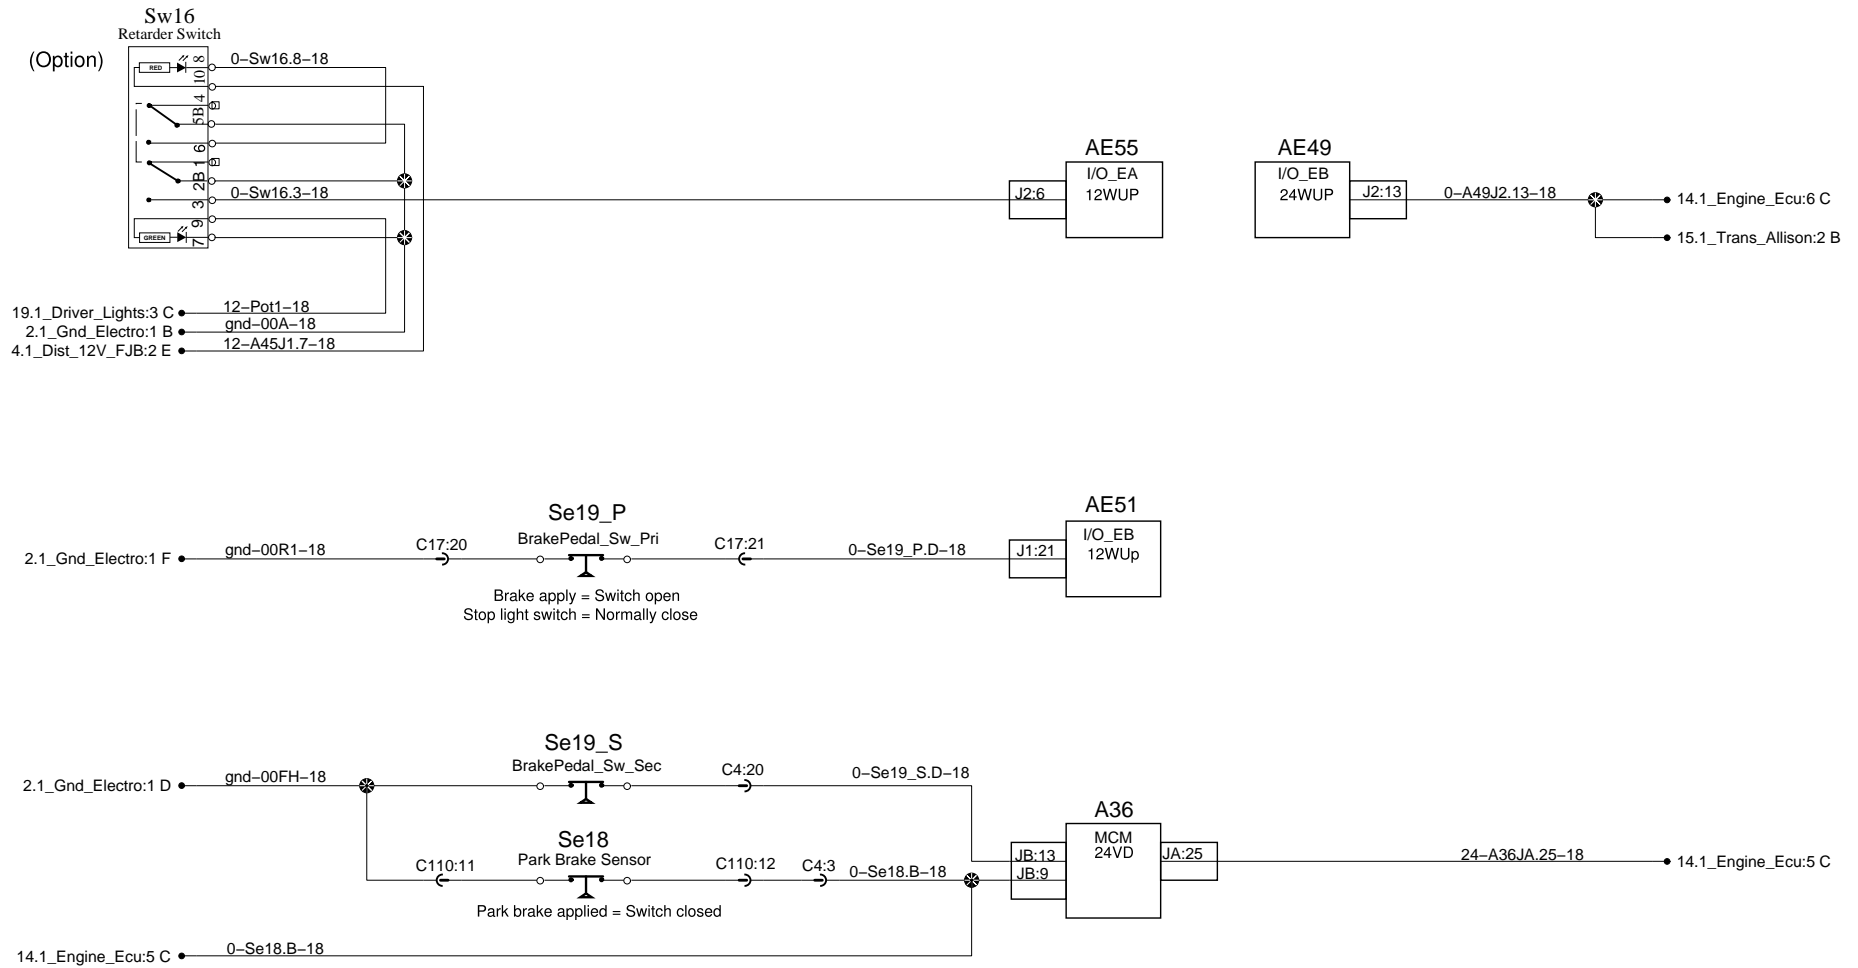 Sw16
Retarder Switch
(Option)
RED
8
10
4
5B
6
1
2B
3
9
7
GREEN
0–Sw16.8–18
0–Sw16.3–18
19.1_Driver_Lights:3 C
12–Pot1–18
2.1_Gnd_Electro:1 B
gnd–00A–18
4.1_Dist_12V_FJB:2 E
12–A45J1.7–18
AE55
I/O_EA
12WUP
J2:6
AE49
I/O_EB
24WUP
J2:13
0–A49J2.13–18
14.1_Engine_Ecu:6 C
15.1_Trans_Allison:2 B
2.1_Gnd_Electro:1 F
gnd–00R1–18
C17:20
Se19_P
BrakePedal_Sw_Pri
C17:21
0–Se19_P.D–18
Brake apply = Switch open
Stop light switch = Normally close
AE51
I/O_EB
12WUp
J1:21
2.1_Gnd_Electro:1 D
gnd–00FH–18
Se19_S
BrakePedal_Sw_Sec
C4:20
0–Se19_S.D–18
C110:11
Se18
Park Brake Sensor
C110:12
C4:3
0–Se18.B–18
Park brake applied = Switch closed
A36
MCM
24VD
JB:13
JB:9
JA:25
24–A36JA.25–18
14.1_Engine_Ecu:5 C
14.1_Engine_Ecu:5 C
0–Se18.B–18